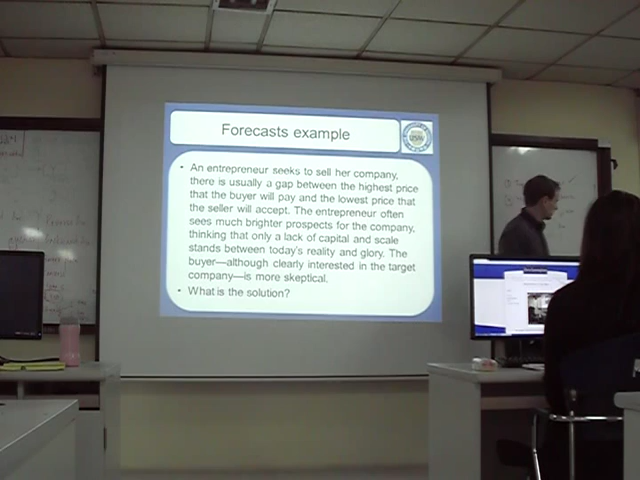 Forecasts example
• An entrepreneur seeks to sell her company,
there is usually a gap between the highest price
that the buyer will pay and the lowest price that
the seller will accept. The entrepreneur often
sees much brighter prospects for the company,
thinking that only a lack of capital and scale
stands between today's reality and glory. The
buyer—although clearly interested in the target
company—is more skeptical.
• What is the solution?